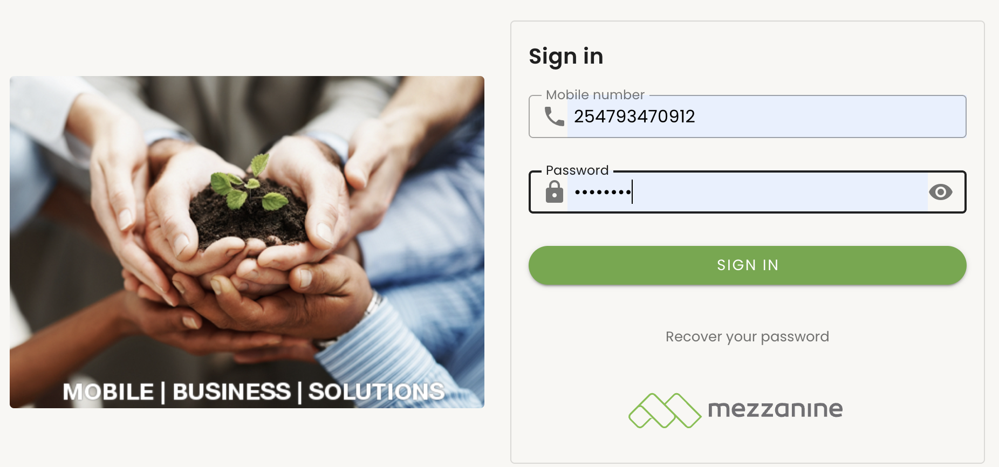 Sign in
Mobile number
254793470912
Password
••••••••
SIGN IN
Recover your password
MOBILE | BUSINESS | SOLUTIONS
mezzanine